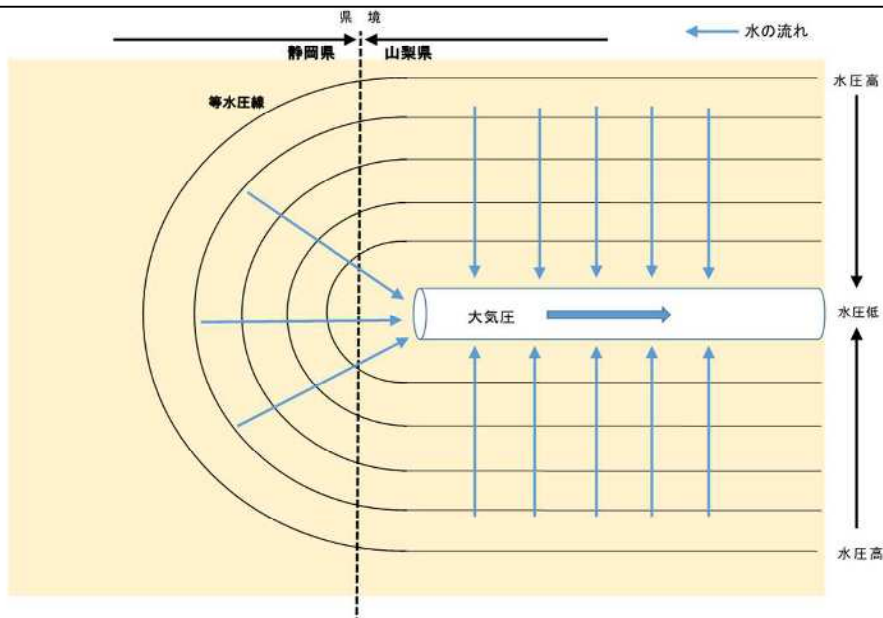 県境
静岡県 山梨県
水の流れ
等水圧線
水圧高
大気圧
水圧低
水圧高